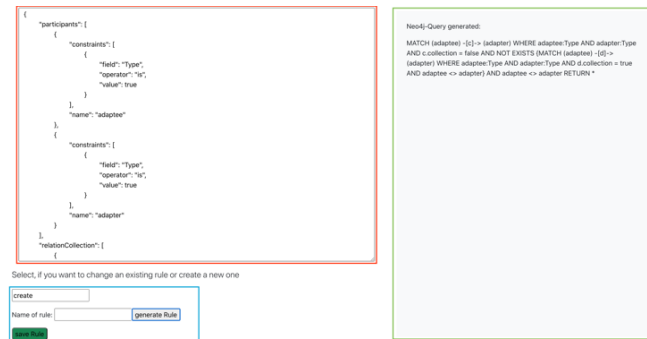 {
"participants": [
{
"constraints": [
{
"field": "Type",
"operator": "is",
"value": true
}
],
"name": "adaptee"
},
{
"constraints": [
{
"field": "Type",
"operator": "is",
"value": true
}
],
"name": "adapter"
}
],
"relationCollection": [
{
Select, if you want to change an existing rule or create a new one
create
Name of rule: generate Rule
save Rule
Neo4j-Query generated:
MATCH (adaptee) -[c]-> (adapter) WHERE adaptee:Type AND adapter:Type
AND c.collection = false AND NOT EXISTS (MATCH (adaptee) -[d]->
(adapter) WHERE adaptee:Type AND adapter:Type AND d.collection = true
AND adaptee <> adapter) AND adaptee <> adapter RETURN *